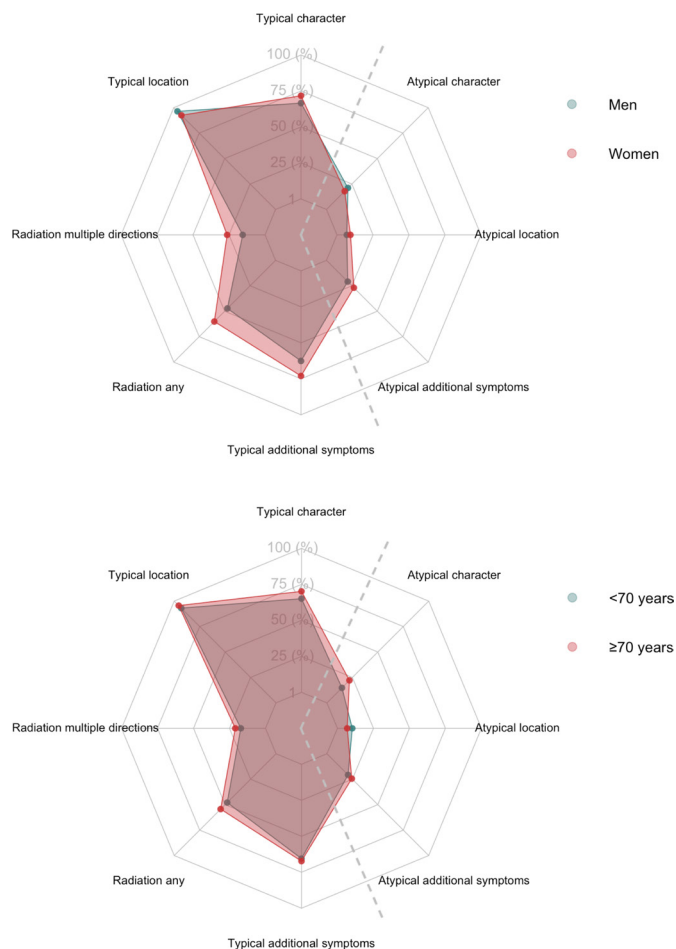 Typical character
100 (%)
Typical location
Atypical character
75 (%)
Men
50 (%)
Women
25 (%)
1
Radiation multiple directions
Atypical location
Radiation any
Atypical additional symptoms
Typical additional symptoms
Typical character
100 (%)
Typical location
Atypical character
75 (%)
<70 years
50 (%)
≥70 years
25 (%)
1
Radiation multiple directions
Atypical location
Radiation any
Atypical additional symptoms
Typical additional symptoms